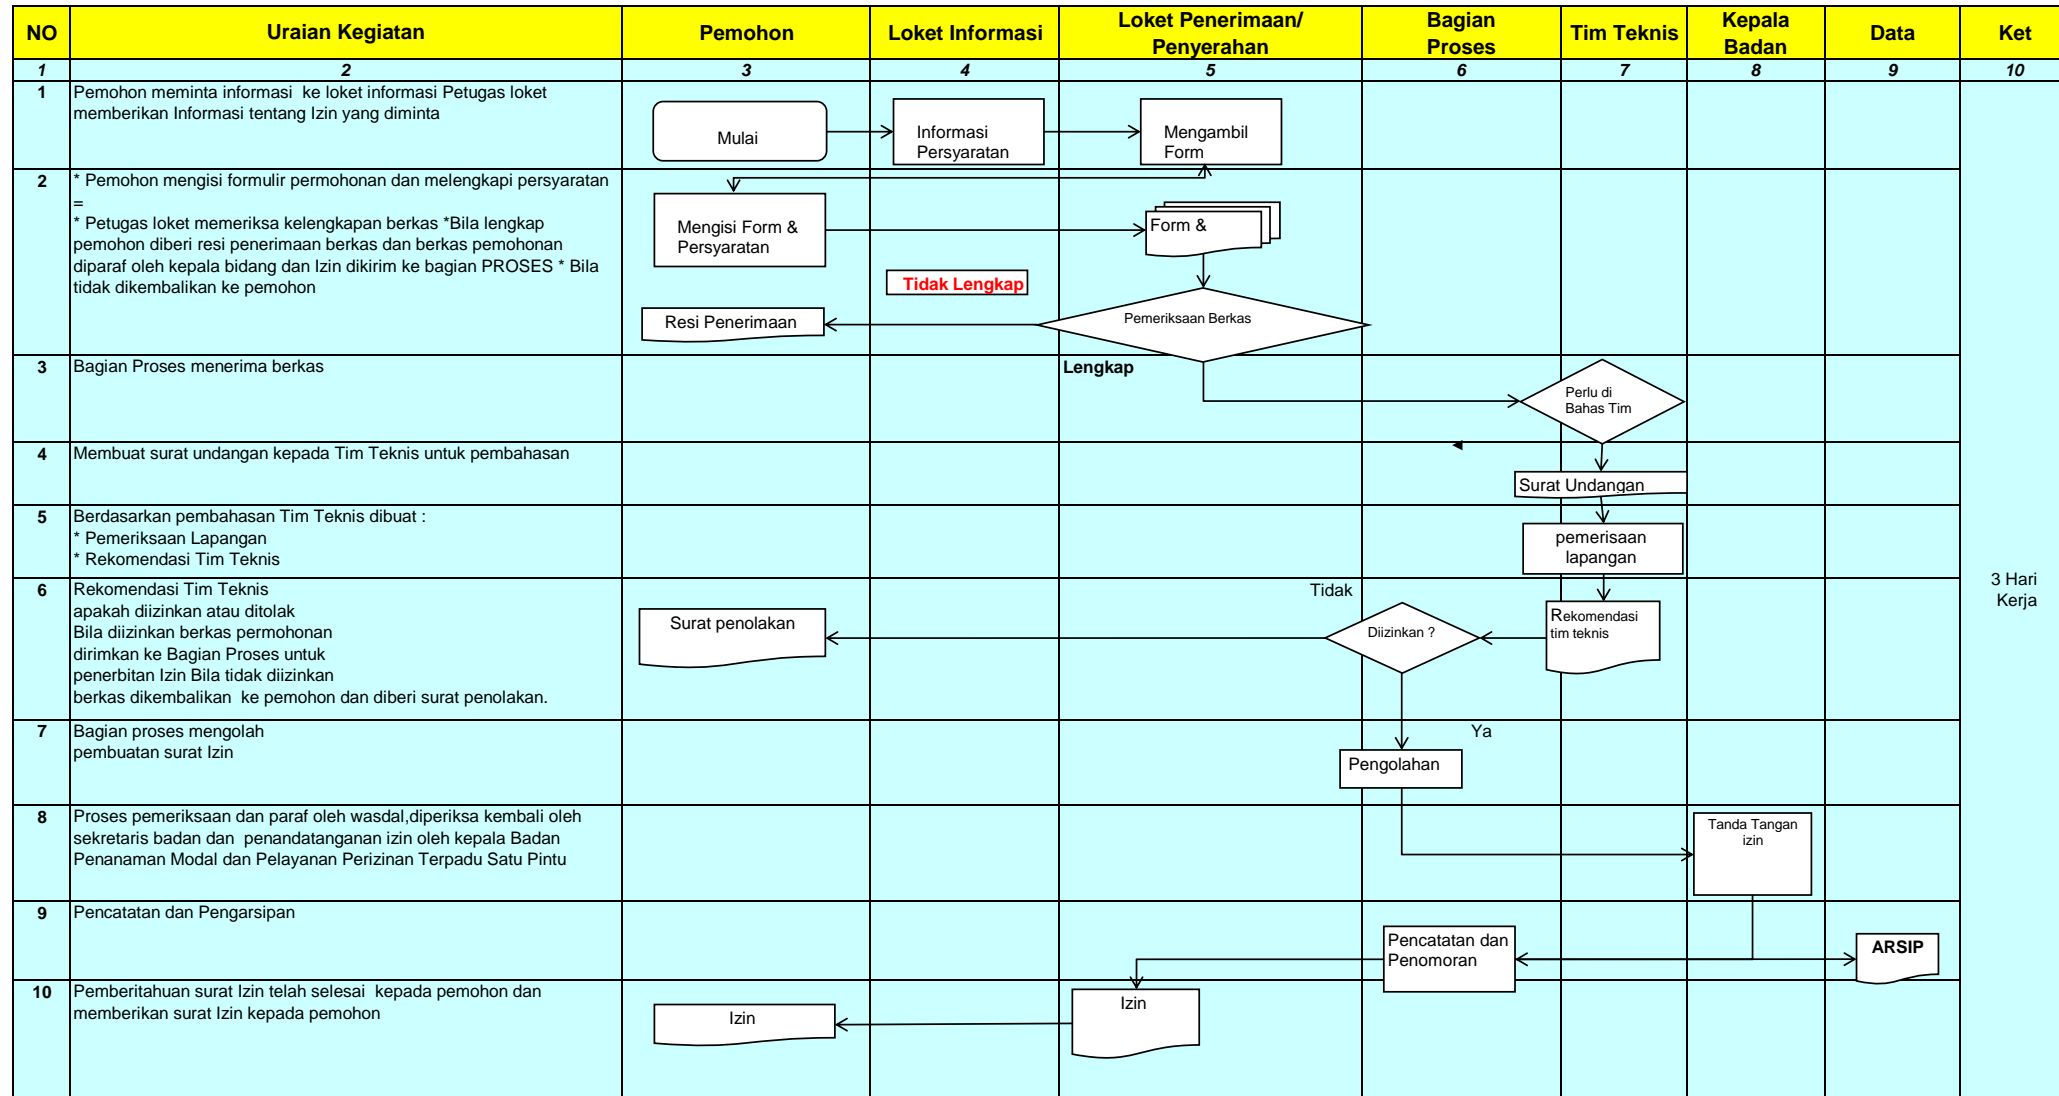 NO
Uraian Kegiatan
Pemohon
Loket Informasi
Loket Penerimaan/
Penyerahan
Bagian
Proses
Tim Teknis
Kepala
Badan
Data
Ket
1
2
3
4
5
6
7
8
9
10
1
Pemohon meminta informasi  ke loket informasi Petugas loket
memberikan Informasi tentang Izin yang diminta
Mulai
Informasi
Persyaratan
Mengambil
Form
2
* Pemohon mengisi formulir permohonan dan melengkapi persyaratan
=
* Petugas loket memeriksa kelengkapan berkas *Bila lengkap
pemohon diberi resi penerimaan berkas dan berkas pemohonan
diparaf oleh kepala bidang dan Izin dikirim ke bagian PROSES * Bila
tidak dikembalikan ke pemohon
Mengisi Form &
Persyaratan
Form &
Tidak Lengkap
Resi Penerimaan
Pemeriksaan Berkas
3
Bagian Proses menerima berkas
Lengkap
Perlu di
Bahas Tim
4
Membuat surat undangan kepada Tim Teknis untuk pembahasan
Surat Undangan
5
Berdasarkan pembahasan Tim Teknis dibuat :
* Pemeriksaan Lapangan
* Rekomendasi Tim Teknis
pemerisaan
lapangan
6
Rekomendasi Tim Teknis
apakah diizinkan atau ditolak
Bila diizinkan berkas permohonan
dirimkan ke Bagian Proses untuk
penerbitan Izin Bila tidak diizinkan
berkas dikembalikan  ke pemohon dan diberi surat penolakan.
Surat penolakan
Tidak
Diizinkan ?
Rekomendasi
tim teknis
3 Hari
Kerja
7
Bagian proses mengolah
pembuatan surat Izin
Ya
Pengolahan
8
Proses pemeriksaan dan paraf oleh wasdal,diperiksa kembali oleh
sekretaris badan dan  penandatanganan izin oleh kepala Badan
Penanaman Modal dan Pelayanan Perizinan Terpadu Satu Pintu
Tanda Tangan
izin
9
Pencatatan dan Pengarsipan
Pencatatan dan
Penomoran
ARSIP
10
Pemberitahuan surat Izin telah selesai  kepada pemohon dan
memberikan surat Izin kepada pemohon
Izin
Izin